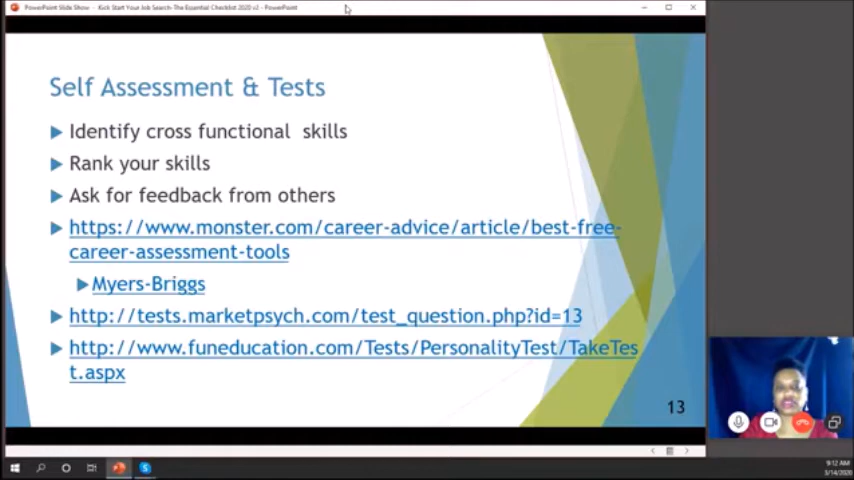 PowerPoint Slide Show - Kick Start Your Job Search-The Essential Checklist 2020 v2 - PowerPoint
Self Assessment & Tests
Identify cross functional skills
Rank your skills
Ask for feedback from others
https://www.monster.com/career-advice/article/best-free-
career-assessment-tools
Myers-Briggs
http://tests.marketpsych.com/test_question.php?id=13
http://www.funeducation.com/Tests/PersonalityTest/TakeTes
t.aspx
13
9:12 AM
3/14/2020